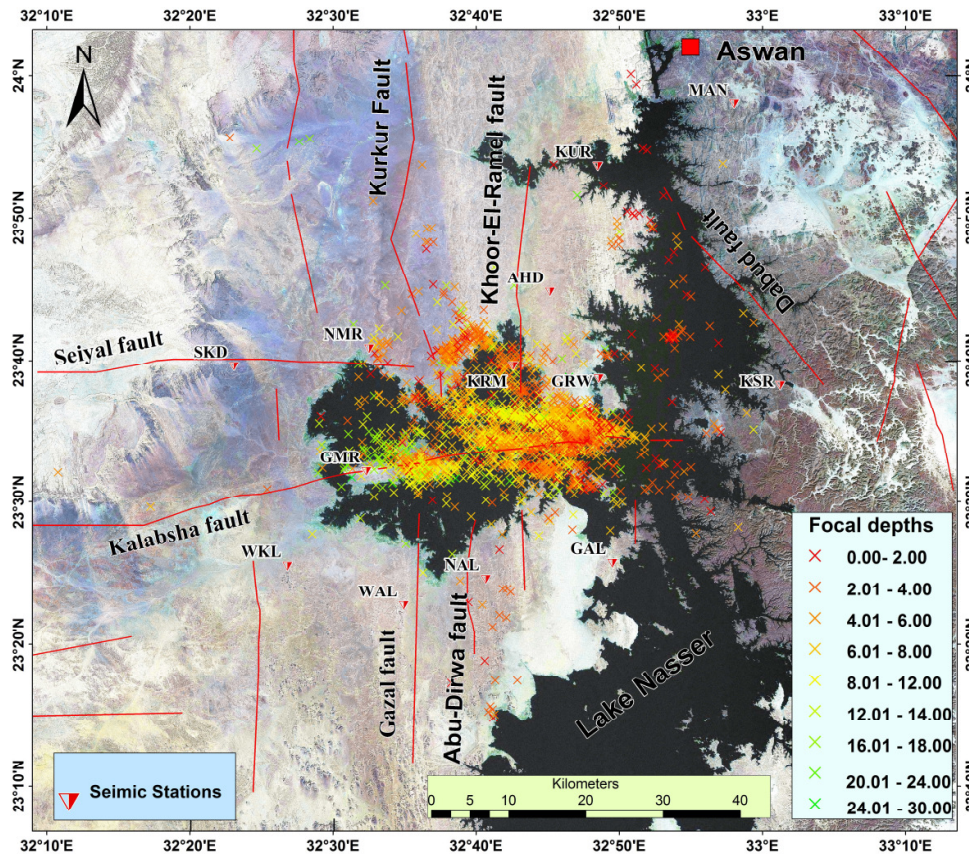 32°10'E
32°20'E
32°30'E
32°40'E
32°50'E
33°E
33°10'E
N
Aswan
MAN
24°N
Kurkur Fault
Khoor-El-Ramel fault
KUR
23°50'N
Dabud fault
AHD
Seiyal fault
SKD
NMR
23°40'N
KRM
GRW
KSR
GMR
23°30'N
Kalabsha fault
WKL
NAL
GAL
WAL
Gazal fault
Abu-Dirwa fault
Lake Nasser
23°20'N
23°10'N
Focal depths
0.00- 2.00
2.01 - 4.00
4.01 - 6.00
6.01 - 8.00
8.01 - 12.00
12.01 - 14.00
16.01 - 18.00
20.01 - 24.00
24.01 - 30.00
Seimic Stations
Kilometers
0 5 10 20 30 40
32°10'E
32°20'E
32°30'E
32°40'E
32°50'E
33°E
33°10'E